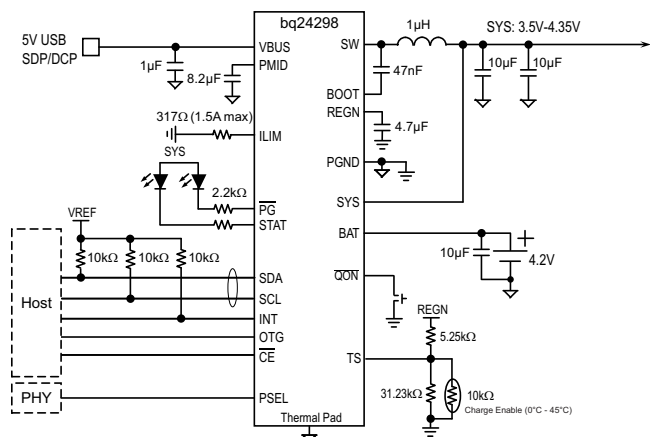 bq24298
5V USB
SDP/DCP
1µF
8.2µF
VBUS
PMID
317Ω (1.5A max)
ILIM
SYS
2.2kΩ
PG
STAT
VREF
10kΩ
10kΩ
10kΩ
Host
SDA
SCL
INT
OTG
CE
PHY
PSEL
Thermal Pad
SW
1µH
SYS: 3.5V-4.35V
10µF
10µF
47nF
BOOT
REGN
4.7µF
PGND
SYS
BAT
10µF
4.2V
QON
REGN
5.25kΩ
TS
31.23kΩ
10kΩ
Charge Enable (0°C - 45°C)